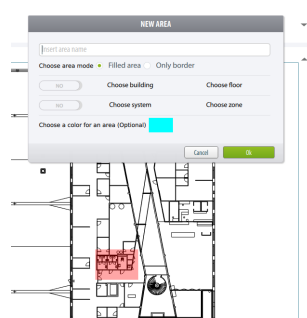 NEW AREA
Insert area name
Choose area mode Filled area Only border
NO Choose building Choose floor
NO Choose system Choose zone
Choose a color for an area (Optional)
Cancel Ok